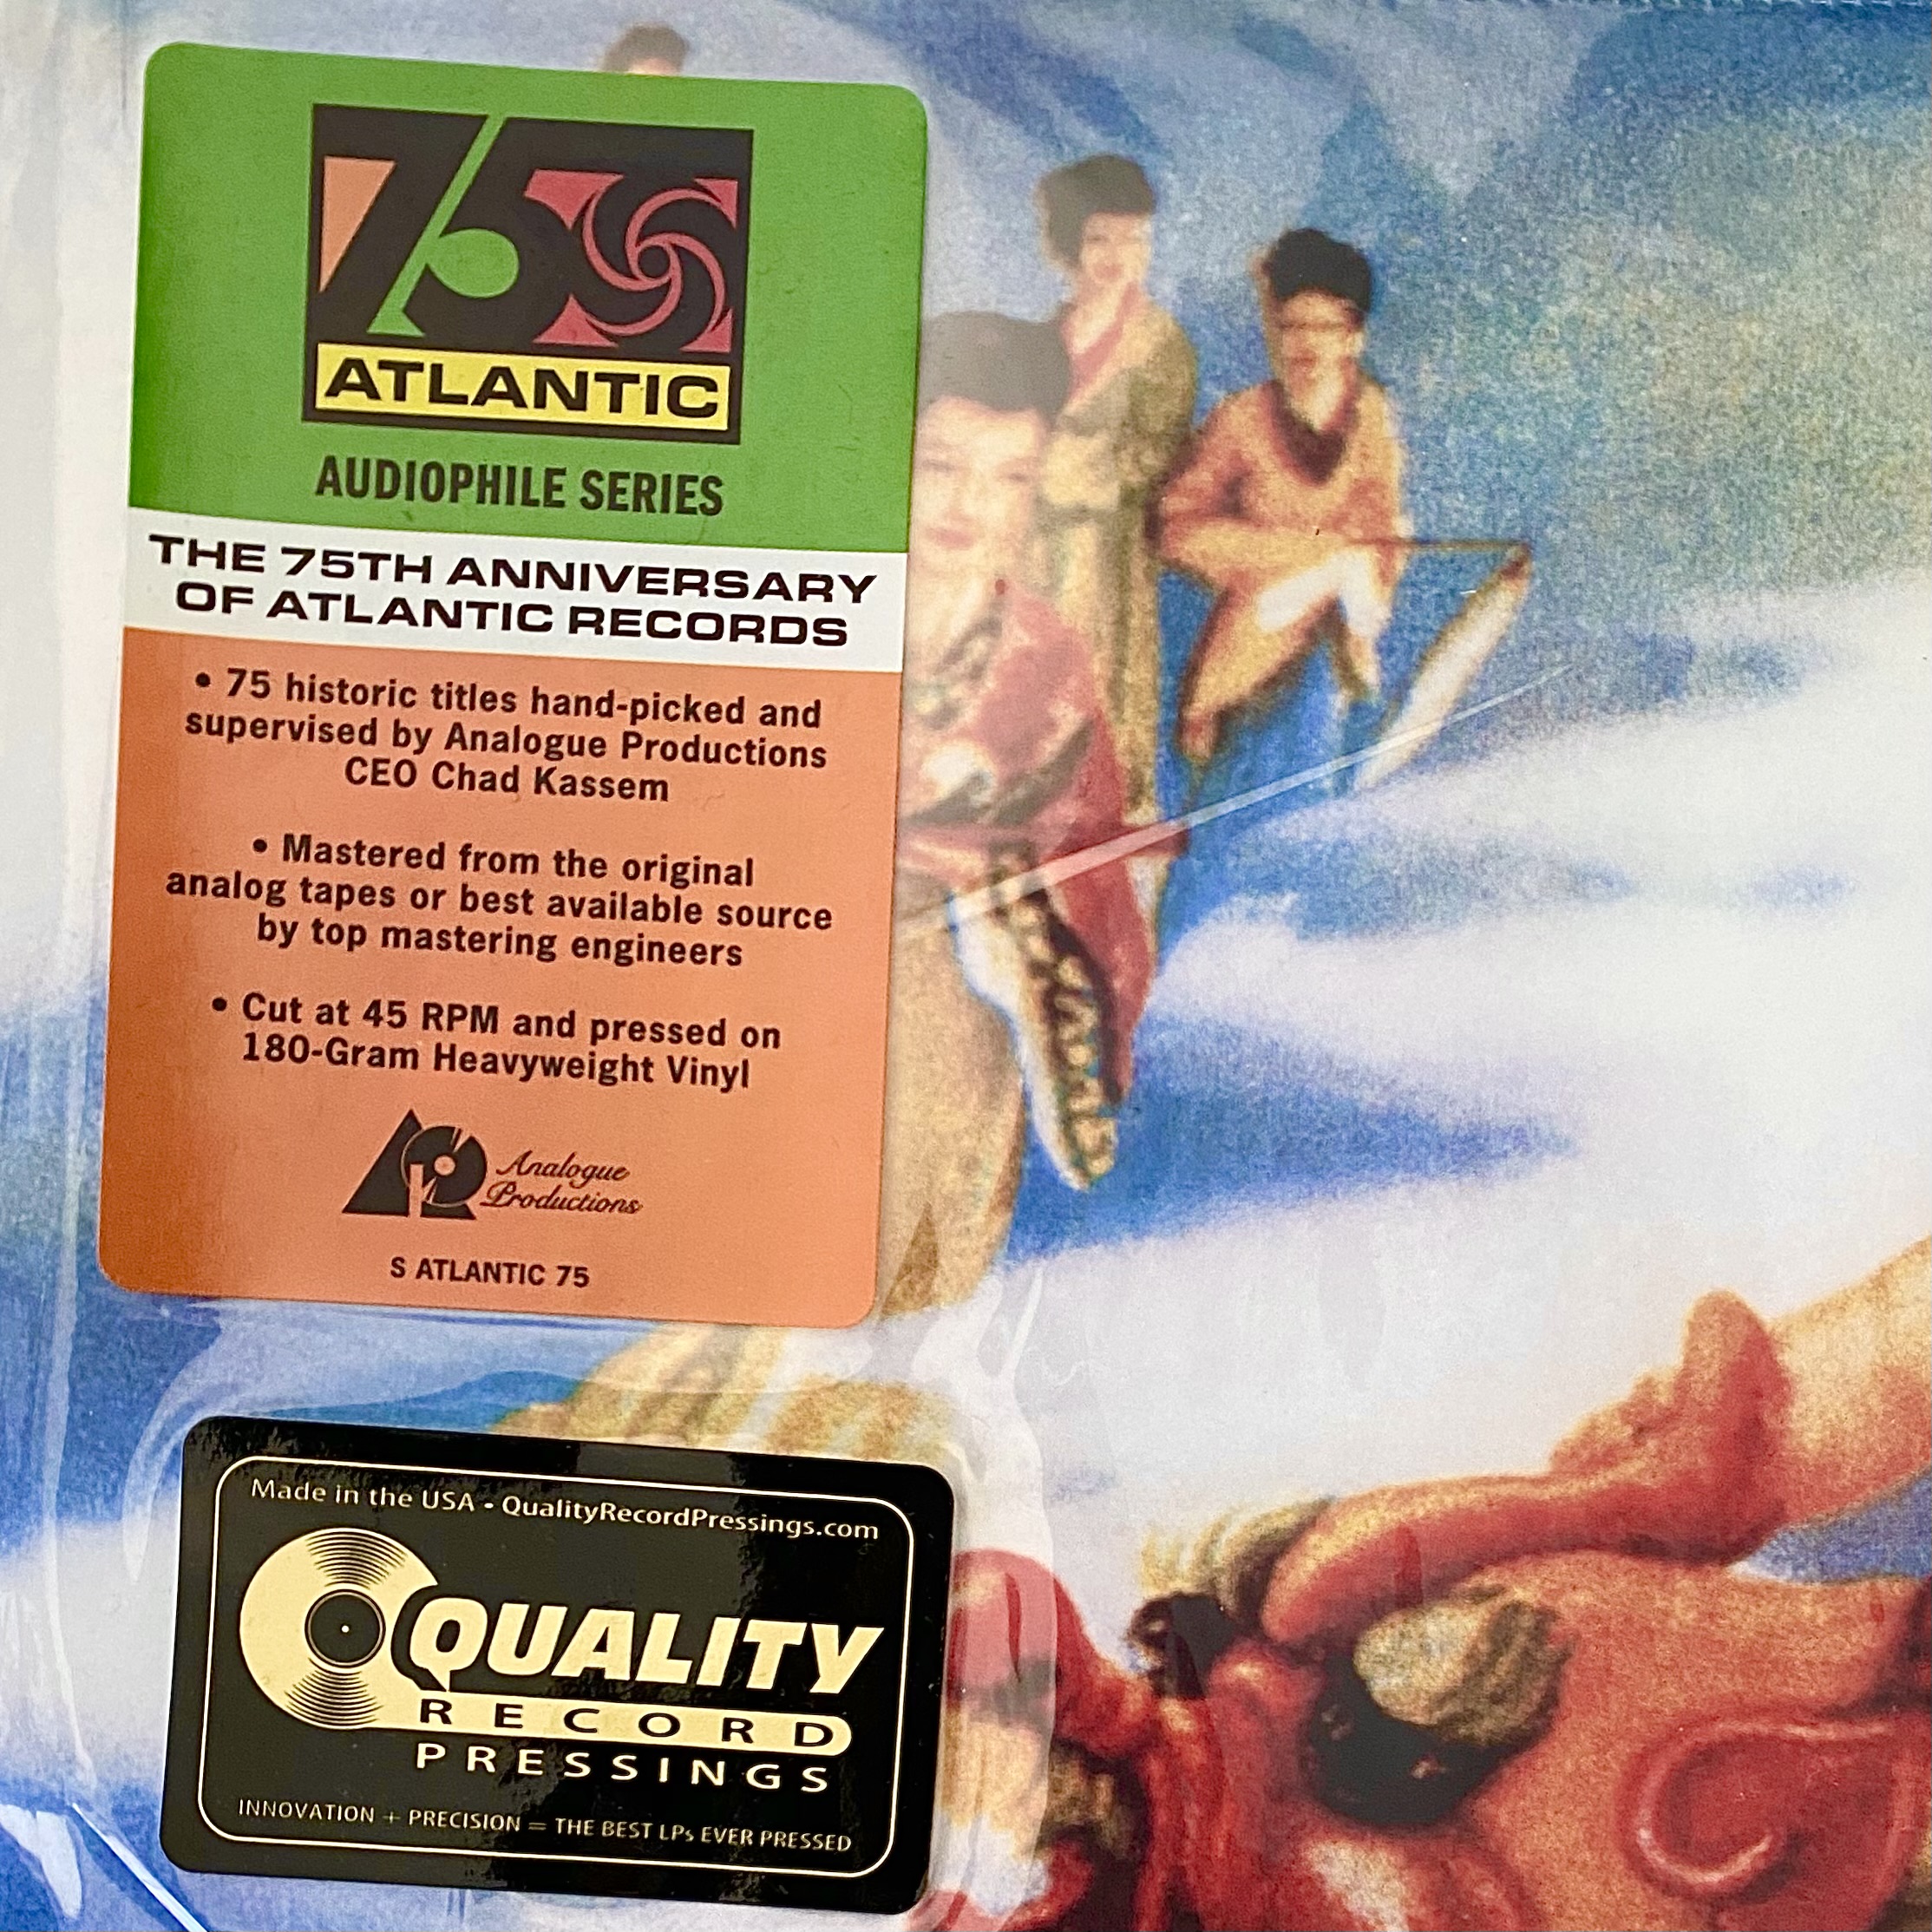 75
ATLANTIC
AUDIOPHILE SERIES
THE 75TH ANNIVERSARY
OF ATLANTIC RECORDS
• 75 historic titles hand-picked and
supervised by Analogue Productions
CEO Chad Kassem
• Mastered from the original
analog tapes or best available source
by top mastering engineers
• Cut at 45 RPM and pressed on
180-Gram Heavyweight Vinyl
AP Analogue
Productions
S ATLANTIC 75
Made in the USA • QualityRecordPressings.com
QUALITY
RECORD
PRESSINGS
INNOVATION + PRECISION = THE BEST LPs EVER PRESSED